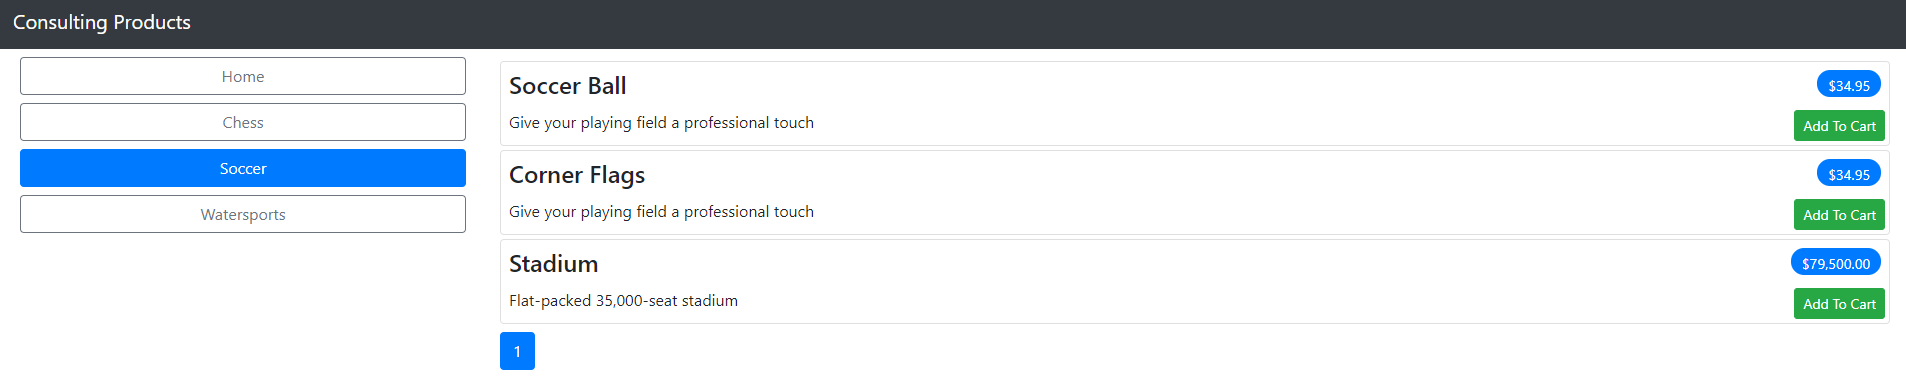 Consulting Products
Home
Chess
Soccer
Watersports
Soccer Ball
$34.95
Give your playing field a professional touch
Add To Cart
Corner Flags
$34.95
Give your playing field a professional touch
Add To Cart
Stadium
$79,500.00
Flat-packed 35,000-seat stadium
Add To Cart
1